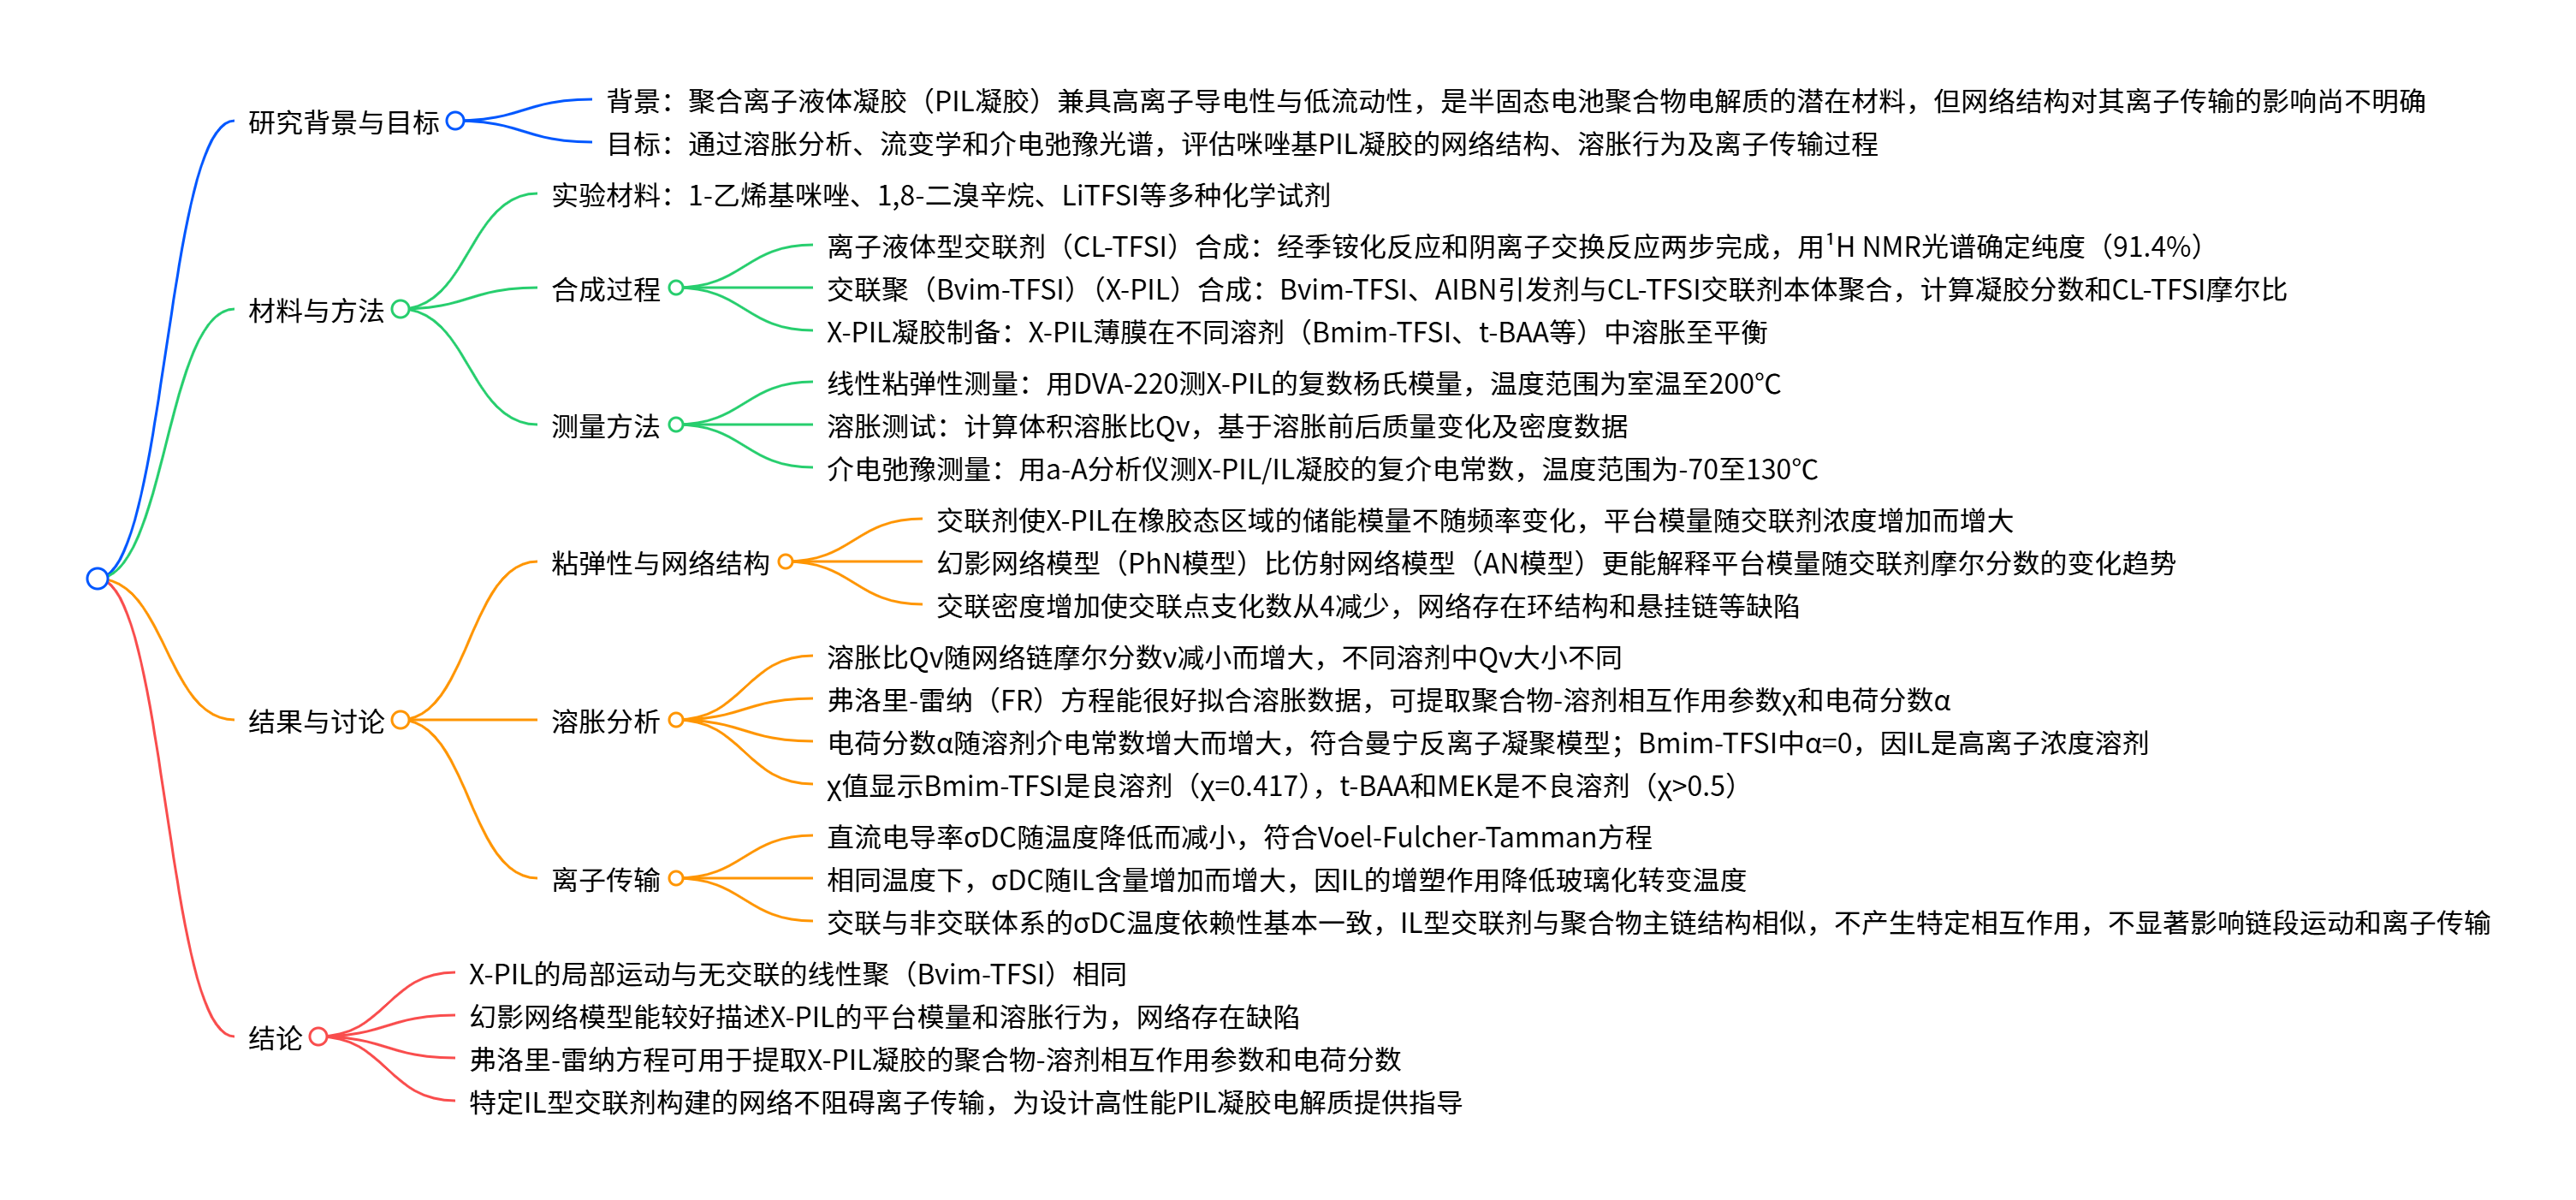 研究背景与目标
背景：聚合离子液体凝胶（PIL凝胶）兼具高离子导电性与低流动性，是半固态电池聚合物电解质的潜在材料，但网络结构对其离子传输的影响尚不明确
目标：通过溶胀分析、流变学和介电弛豫光谱，评估咪唑基PIL凝胶的网络结构、溶胀行为及离子传输过程
材料与方法
实验材料：1-乙烯基咪唑、1,8-二溴辛烷、LiTFSI等多种化学试剂
合成过程
离子液体型交联剂（CL-TFSI）合成：经季铵化反应和阴离子交换反应两步完成，用¹H NMR光谱确定纯度（91.4%）
交联聚（Bvim-TFSI）（X-PIL）合成：Bvim-TFSI、AIBN引发剂与CL-TFSI交联剂本体聚合，计算凝胶分数和CL-TFSI摩尔比
X-PIL凝胶制备：X-PIL薄膜在不同溶剂（Bmim-TFSI、t-BAA等）中溶胀至平衡
测量方法
线性粘弹性测量：用DVA-220测X-PIL的复数杨氏模量，温度范围为室温至200℃
溶胀测试：计算体积溶胀比Qv，基于溶胀前后质量变化及密度数据
介电弛豫测量：用a-A分析仪测X-PIL/IL凝胶的复介电常数，温度范围为-70至130℃
结果与讨论
粘弹性与网络结构
交联剂使X-PIL在橡胶态区域的储能模量不随频率变化，平台模量随交联剂浓度增加而增大
幻影网络模型（PhN模型）比仿射网络模型（AN模型）更能解释平台模量随交联剂摩尔分数的变化趋势
交联密度增加使交联点支化数从4减少，网络存在环结构和悬挂链等缺陷
溶胀分析
溶胀比Qv随网络链摩尔分数ν减小而增大，不同溶剂中Qv大小不同
弗洛里-雷纳（FR）方程能很好拟合溶胀数据，可提取聚合物-溶剂相互作用参数χ和电荷分数α
电荷分数α随溶剂介电常数增大而增大，符合曼宁反离子凝聚模型；Bmim-TFSI中α=0，因IL是高离子浓度溶剂
χ值显示Bmim-TFSI是良溶剂（χ=0.417），t-BAA和MEK是不良溶剂（χ>0.5）
离子传输
直流电导率σDC随温度降低而减小，符合Voel-Fulcher-Tamman方程
相同温度下，σDC随IL含量增加而增大，因IL的增塑作用降低玻璃化转变温度
交联与非交联体系的σDC温度依赖性基本一致，IL型交联剂与聚合物主链结构相似，不产生特定相互作用，不显著影响链段运动和离子传输
结论
X-PIL的局部运动与无交联的线性聚（Bvim-TFSI）相同
幻影网络模型能较好描述X-PIL的平台模量和溶胀行为，网络存在缺陷
弗洛里-雷纳方程可用于提取X-PIL凝胶的聚合物-溶剂相互作用参数和电荷分数
特定IL型交联剂构建的网络不阻碍离子传输，为设计高性能PIL凝胶电解质提供指导